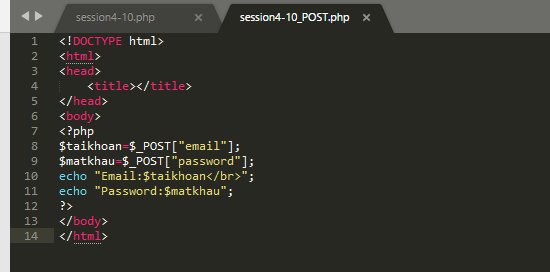 session4-10.php × session4-10_POST.php ×
1 <!DOCTYPE html>
2 <html>
3 <head>
4     <title></title>
5 </head>
6 <body>
7 <?php
8 $taikhoan=$_POST["email"];
9 $matkhau=$_POST["password"];
10 echo "Email:$taikhoan</br>";
11 echo "Password:$matkhau";
12 ?>
13 </body>
14 </html>